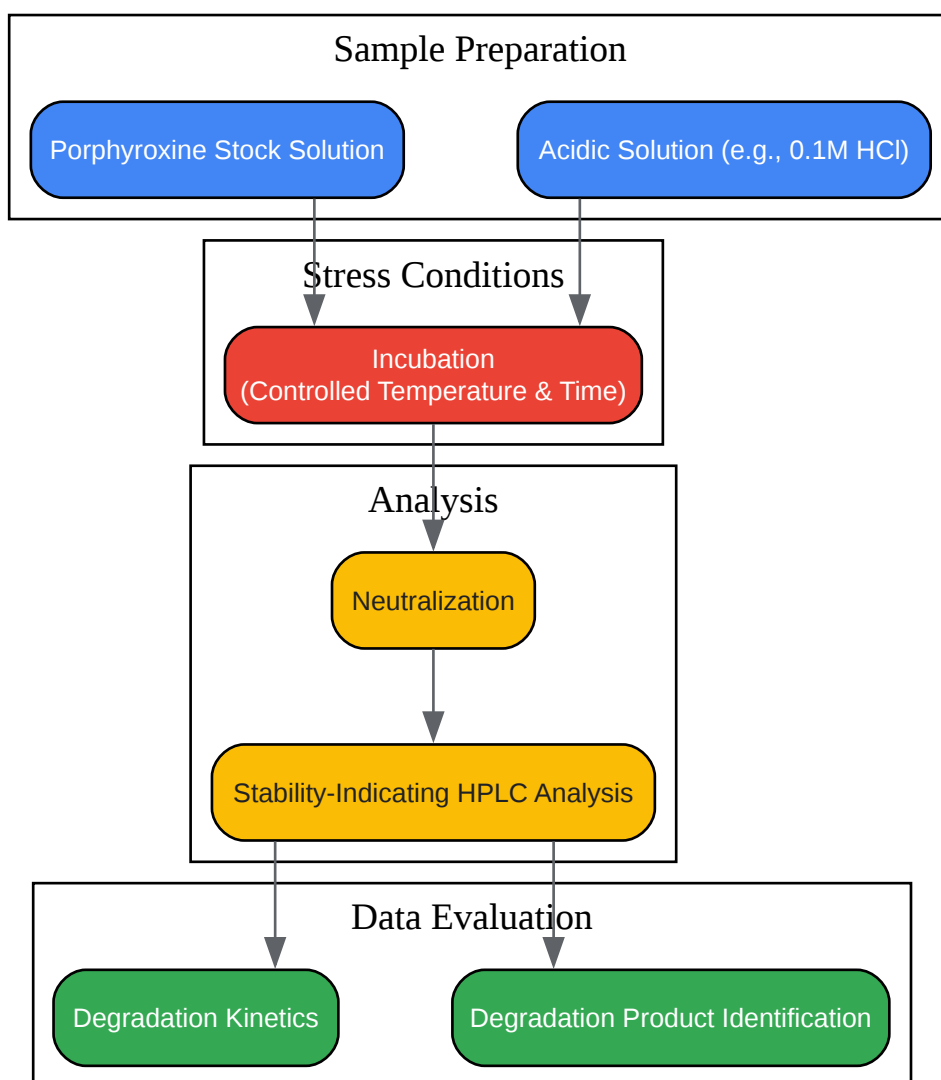 Sample Preparation
Porphyroxine Stock Solution
Acidic Solution (e.g., 0.1M HCl)
Stress Conditions
Incubation
(Controlled Temperature & Time)
Analysis
Neutralization
Stability-Indicating HPLC Analysis
Data Evaluation
Degradation Kinetics
Degradation Product Identification